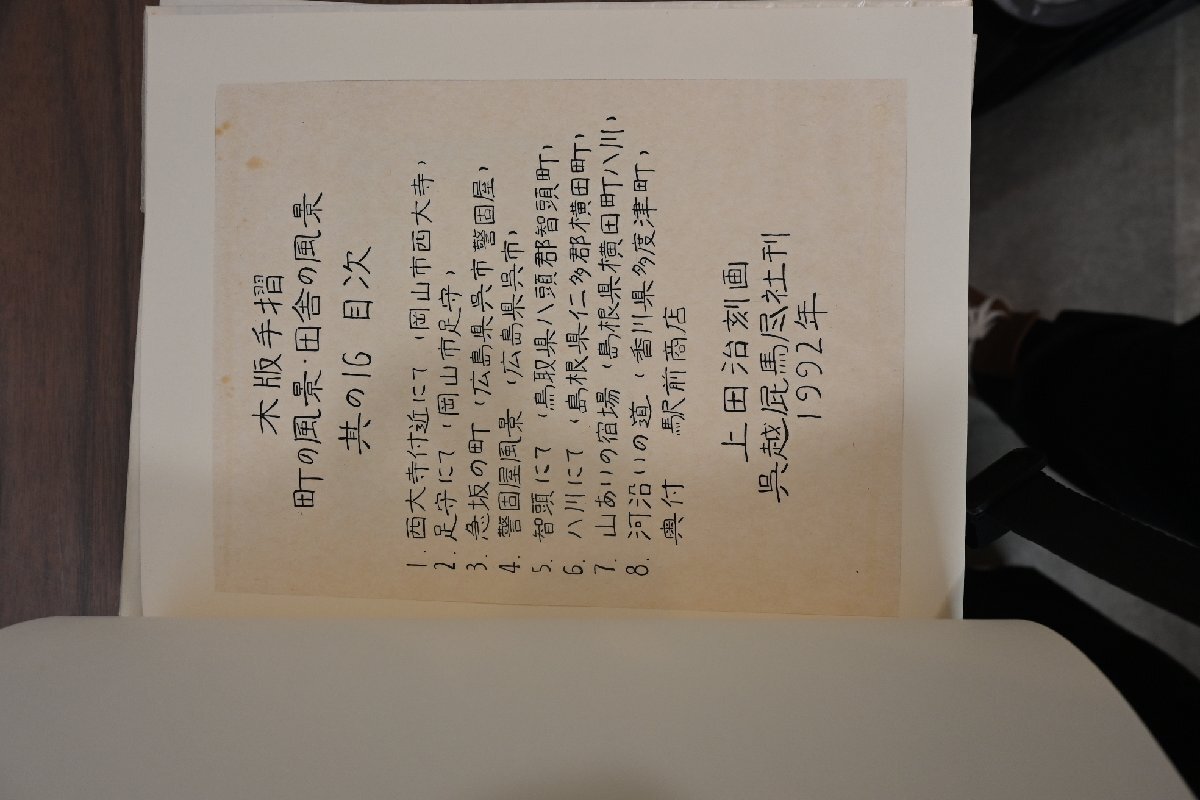 木版手摺
町の風景・田舎の風景
其の16 目次
1. 西大寺付近にて（岡山市西大寺）
2. 足守にて（岡山市足守）
3. 急坂の町（広島県呉市警固屋）
4. 警固屋風景（広島県呉市）
5. 智頭にて（鳥取県八頭郡智頭町）
6. 八川にて（島根県仁多郡横田町）
7. 山あいの宿場（島根県横田町八川）
8. 河沿いの道（香川県多度津町）
奥付 駅前商店
上田治刻画
呉越屁馬尽社刊
1992年